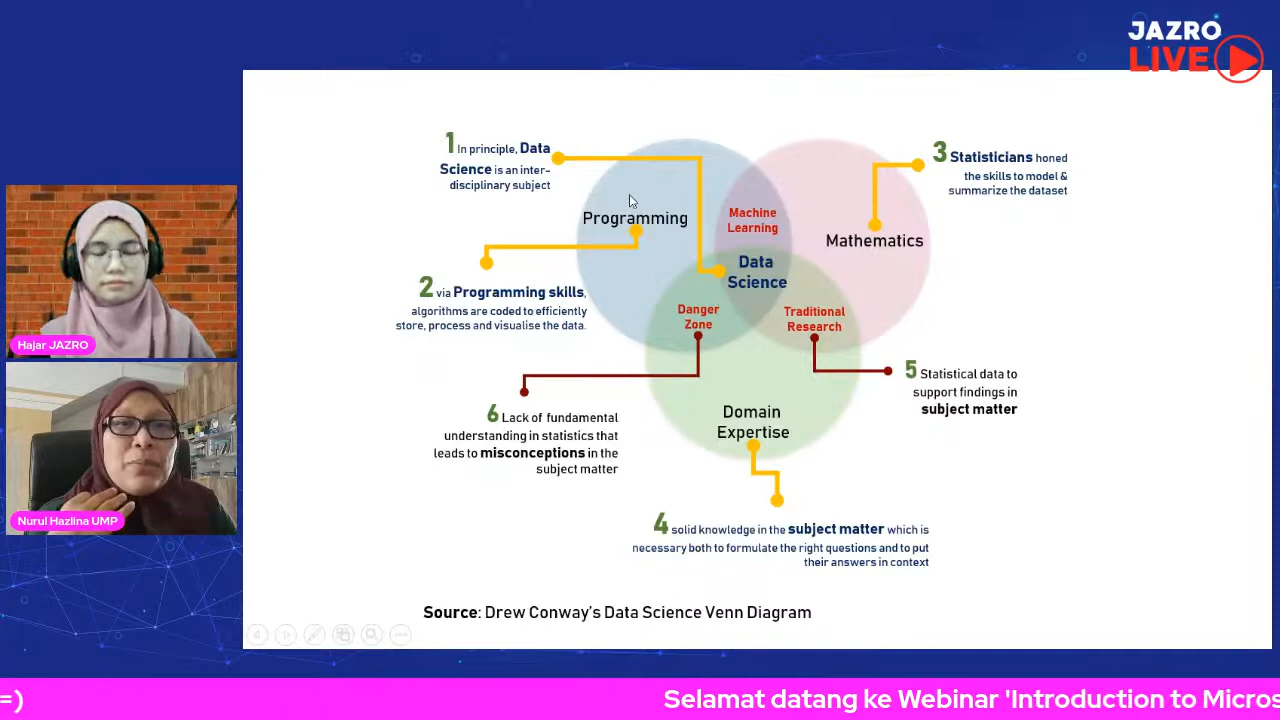 JAZRO
LIVE
1 In principle, Data
Science is an inter-
disciplinary subject
3 Statisticians honed
the skills to model &
summarize the dataset
Programming
Machine
Learning
Mathematics
Data
Science
2 via Programming skills,
algorithms are coded to efficiently
store, process and visualise the data.
Danger
Zone
Traditional
Research
5 Statistical data to
support findings in
subject matter
6 Lack of fundamental
understanding in statistics that
leads to misconceptions in the
subject matter
Domain
Expertise
4 solid knowledge in the subject matter which is
necessary both to formulate the right questions and to put
their answers in context
Source: Drew Conway's Data Science Venn Diagram
Hajar JAZRO
Nurul Hazlina UMP
=) Selamat datang ke Webinar 'Introduction to Micros